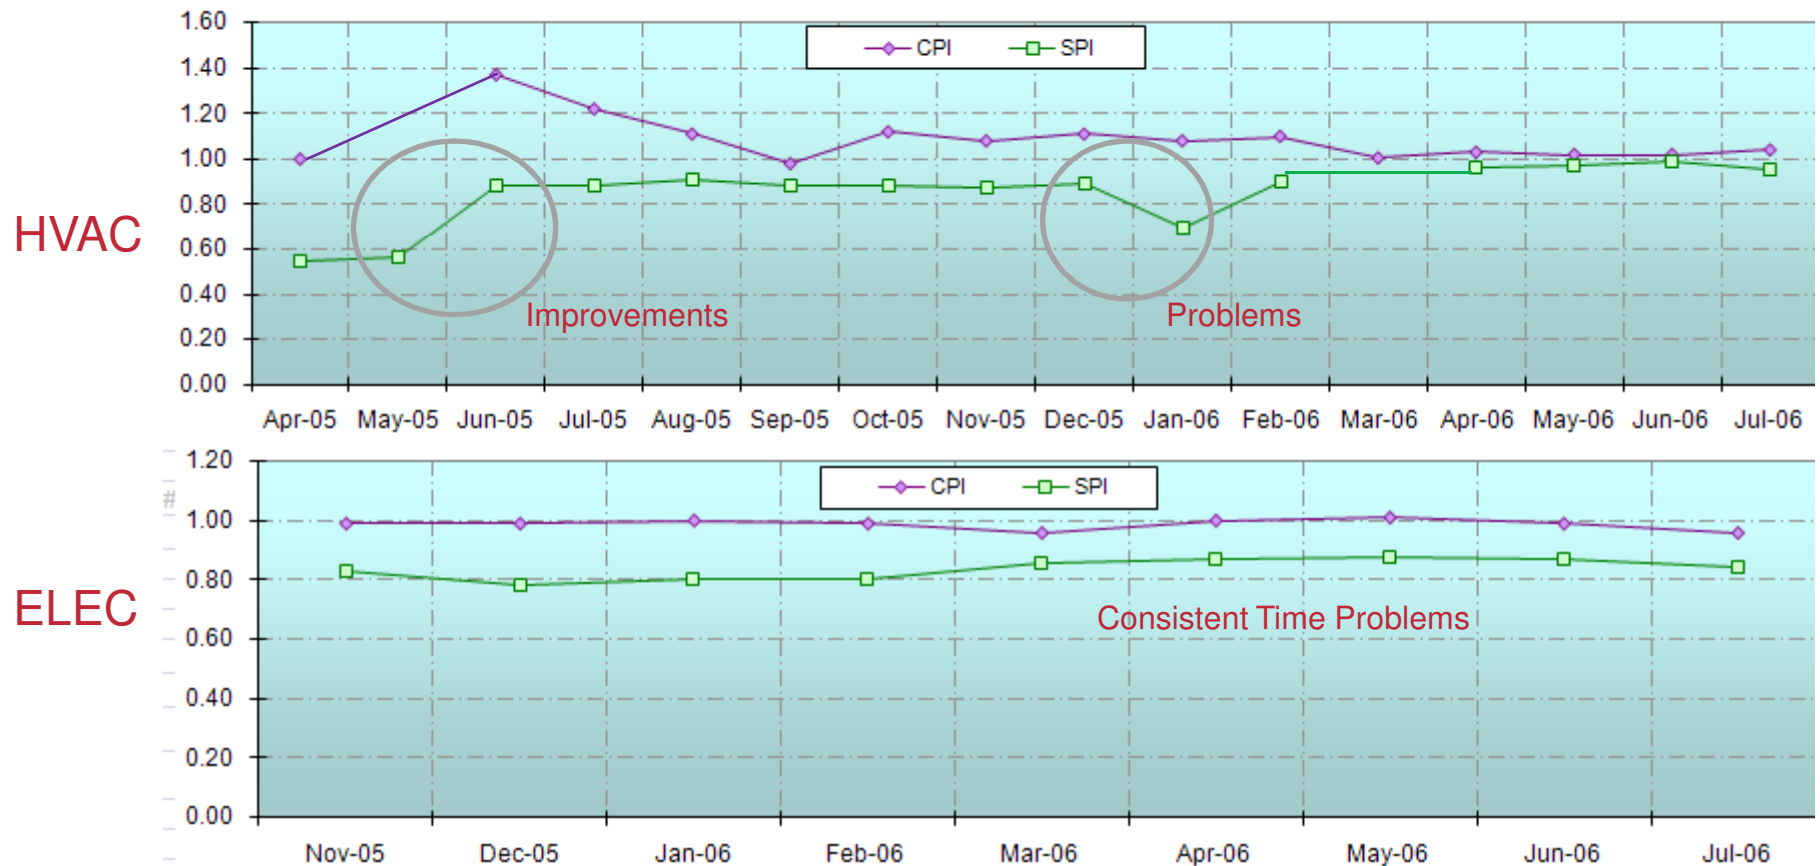 1.60
CPI SPI
1.40
1.20
1.00
0.80
HVAC
0.60
0.40
Improvements
Problems
0.20
0.00
Apr-05 May-05 Jun-05 Jul-05 Aug-05 Sep-05 Oct-05 Nov-05 Dec-05 Jan-06 Feb-06 Mar-06 Apr-06 May-06 Jun-06 Jul-06
1.20
CPI SPI
#
1.00
0.80
ELEC
Consistent Time Problems
0.60
0.40
0.20
0.00
Nov-05 Dec-05 Jan-06 Feb-06 Mar-06 Apr-06 May-06 Jun-06 Jul-06